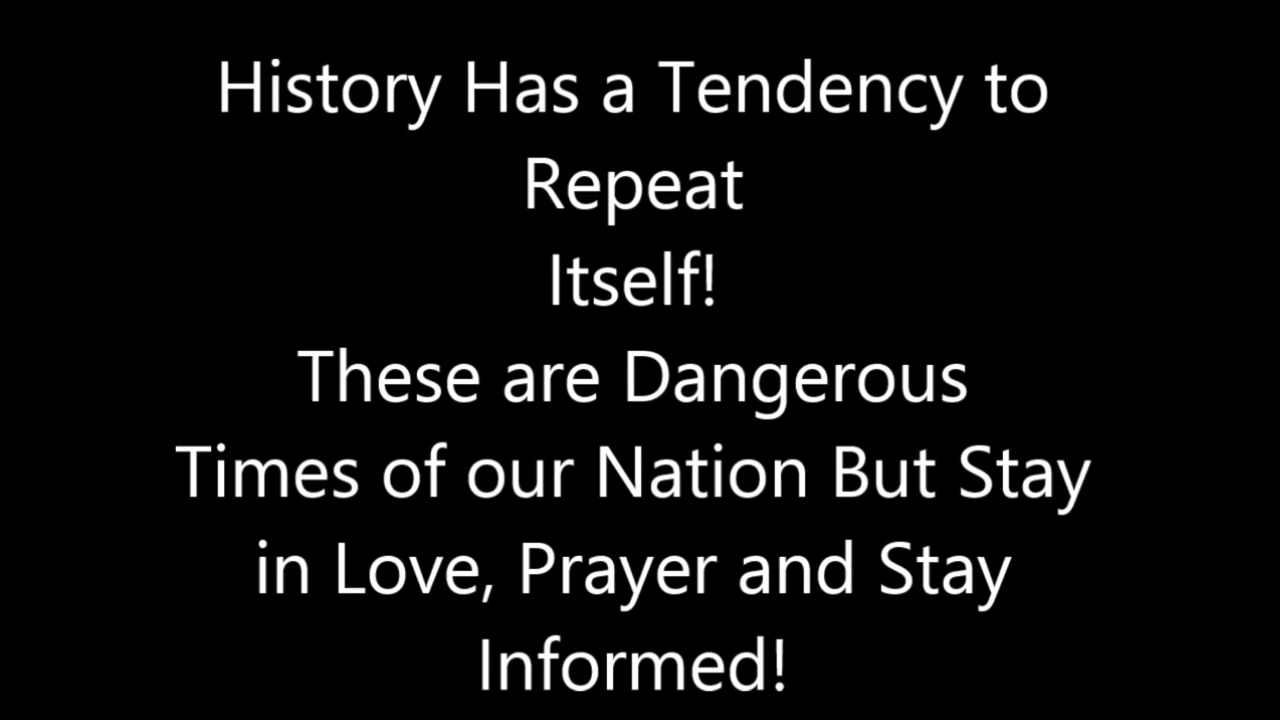 History Has a Tendency to
Repeat
Itself!
These are Dangerous
Times of our Nation But Stay
in Love, Prayer and Stay
Informed!